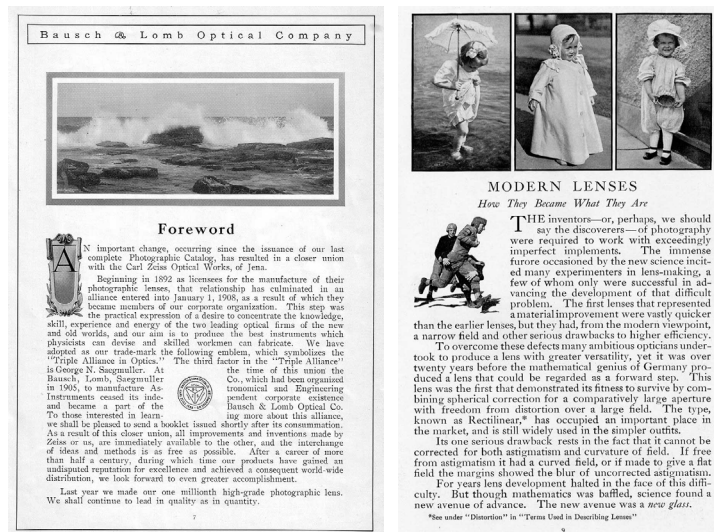 Bausch & Lomb Optical Company
Foreword
AN important change, occurring since the issuance of our last
complete Photographic Catalog, has resulted in a closer union
with the Carl Zeiss Optical Works, of Jena.
Beginning in 1892 as licensees for the manufacture of their
photographic lenses, that relationship has culminated in an
alliance entered into January 1, 1908, as a result of which they
became members of our corporate organization. This step was
the practical expression of a desire to concentrate the knowledge,
skill, experience and energy of the two leading optical firms of the new
and old worlds, and our aim is to produce the best instruments which
physicists can devise and skilled workmen can fabricate. We have
adopted as our trade-mark the following emblem, which symbolizes the
"Triple Alliance in Optics." The third factor in the "Triple Alliance"
is George N. Saegmuller. At the time of this union the
Bausch, Lomb, Saegmuller Co., which had been organized
in 1905, to manufacture As- tronomical and Engineering
Instruments ceased its inde- pendent corporate existence
and became a part of the Bausch & Lomb Optical Co.
To those interested in learn- ing more about this alliance,
we shall be pleased to send a booklet issued shortly after its consummation.
As a result of this closer union, all improvements and inventions made by
Zeiss or us, are immediately available to the other, and the interchange
of ideas and methods is as free as possible. After a career of more
than half a century, during which time our products have gained an
undisputed reputation for excellence and achieved a consequent world-wide
distribution, we look forward to even greater accomplishment.
Last year we made our one millionth high-grade photographic lens.
We shall continue to lead in quality as in quantity.
7
MODERN LENSES
How They Became What They Are
THE inventors—or, perhaps, we should
say the discoverers—of photography
were required to work with exceedingly
imperfect implements. The immense
furore occasioned by the new science incit-
ed many experimenters in lens-making, a
few of whom only were successful in ad-
vancing the development of that difficult
problem. The first lenses that represented
a material improvement were vastly quicker
than the earlier lenses, but they had, from the modern viewpoint,
a narrow field and other serious drawbacks to higher efficiency.
To overcome these defects many ambitious opticians under-
took to produce a lens with greater versatility, yet it was over
twenty years before the mathematical genius of Germany pro-
duced a lens that could be regarded as a forward step. This
lens was the first that demonstrated its fitness to survive by com-
bining spherical correction for a comparatively large aperture
with freedom from distortion over a large field. The type,
known as Rectilinear,* has occupied an important place in
the market, and is still widely used in the simpler outfits.
Its one serious drawback rests in the fact that it cannot be
corrected for both astigmatism and curvature of field. If free
from astigmatism it had a curved field, or if made to give a flat
field the margins showed the blur of uncorrected astigmatism.
For years lens development halted in the face of this diffi-
culty. But though mathematics was baffled, science found a
new avenue of advance. The new avenue was a new glass.
*See under "Distortion" in "Terms Used in Describing Lenses"